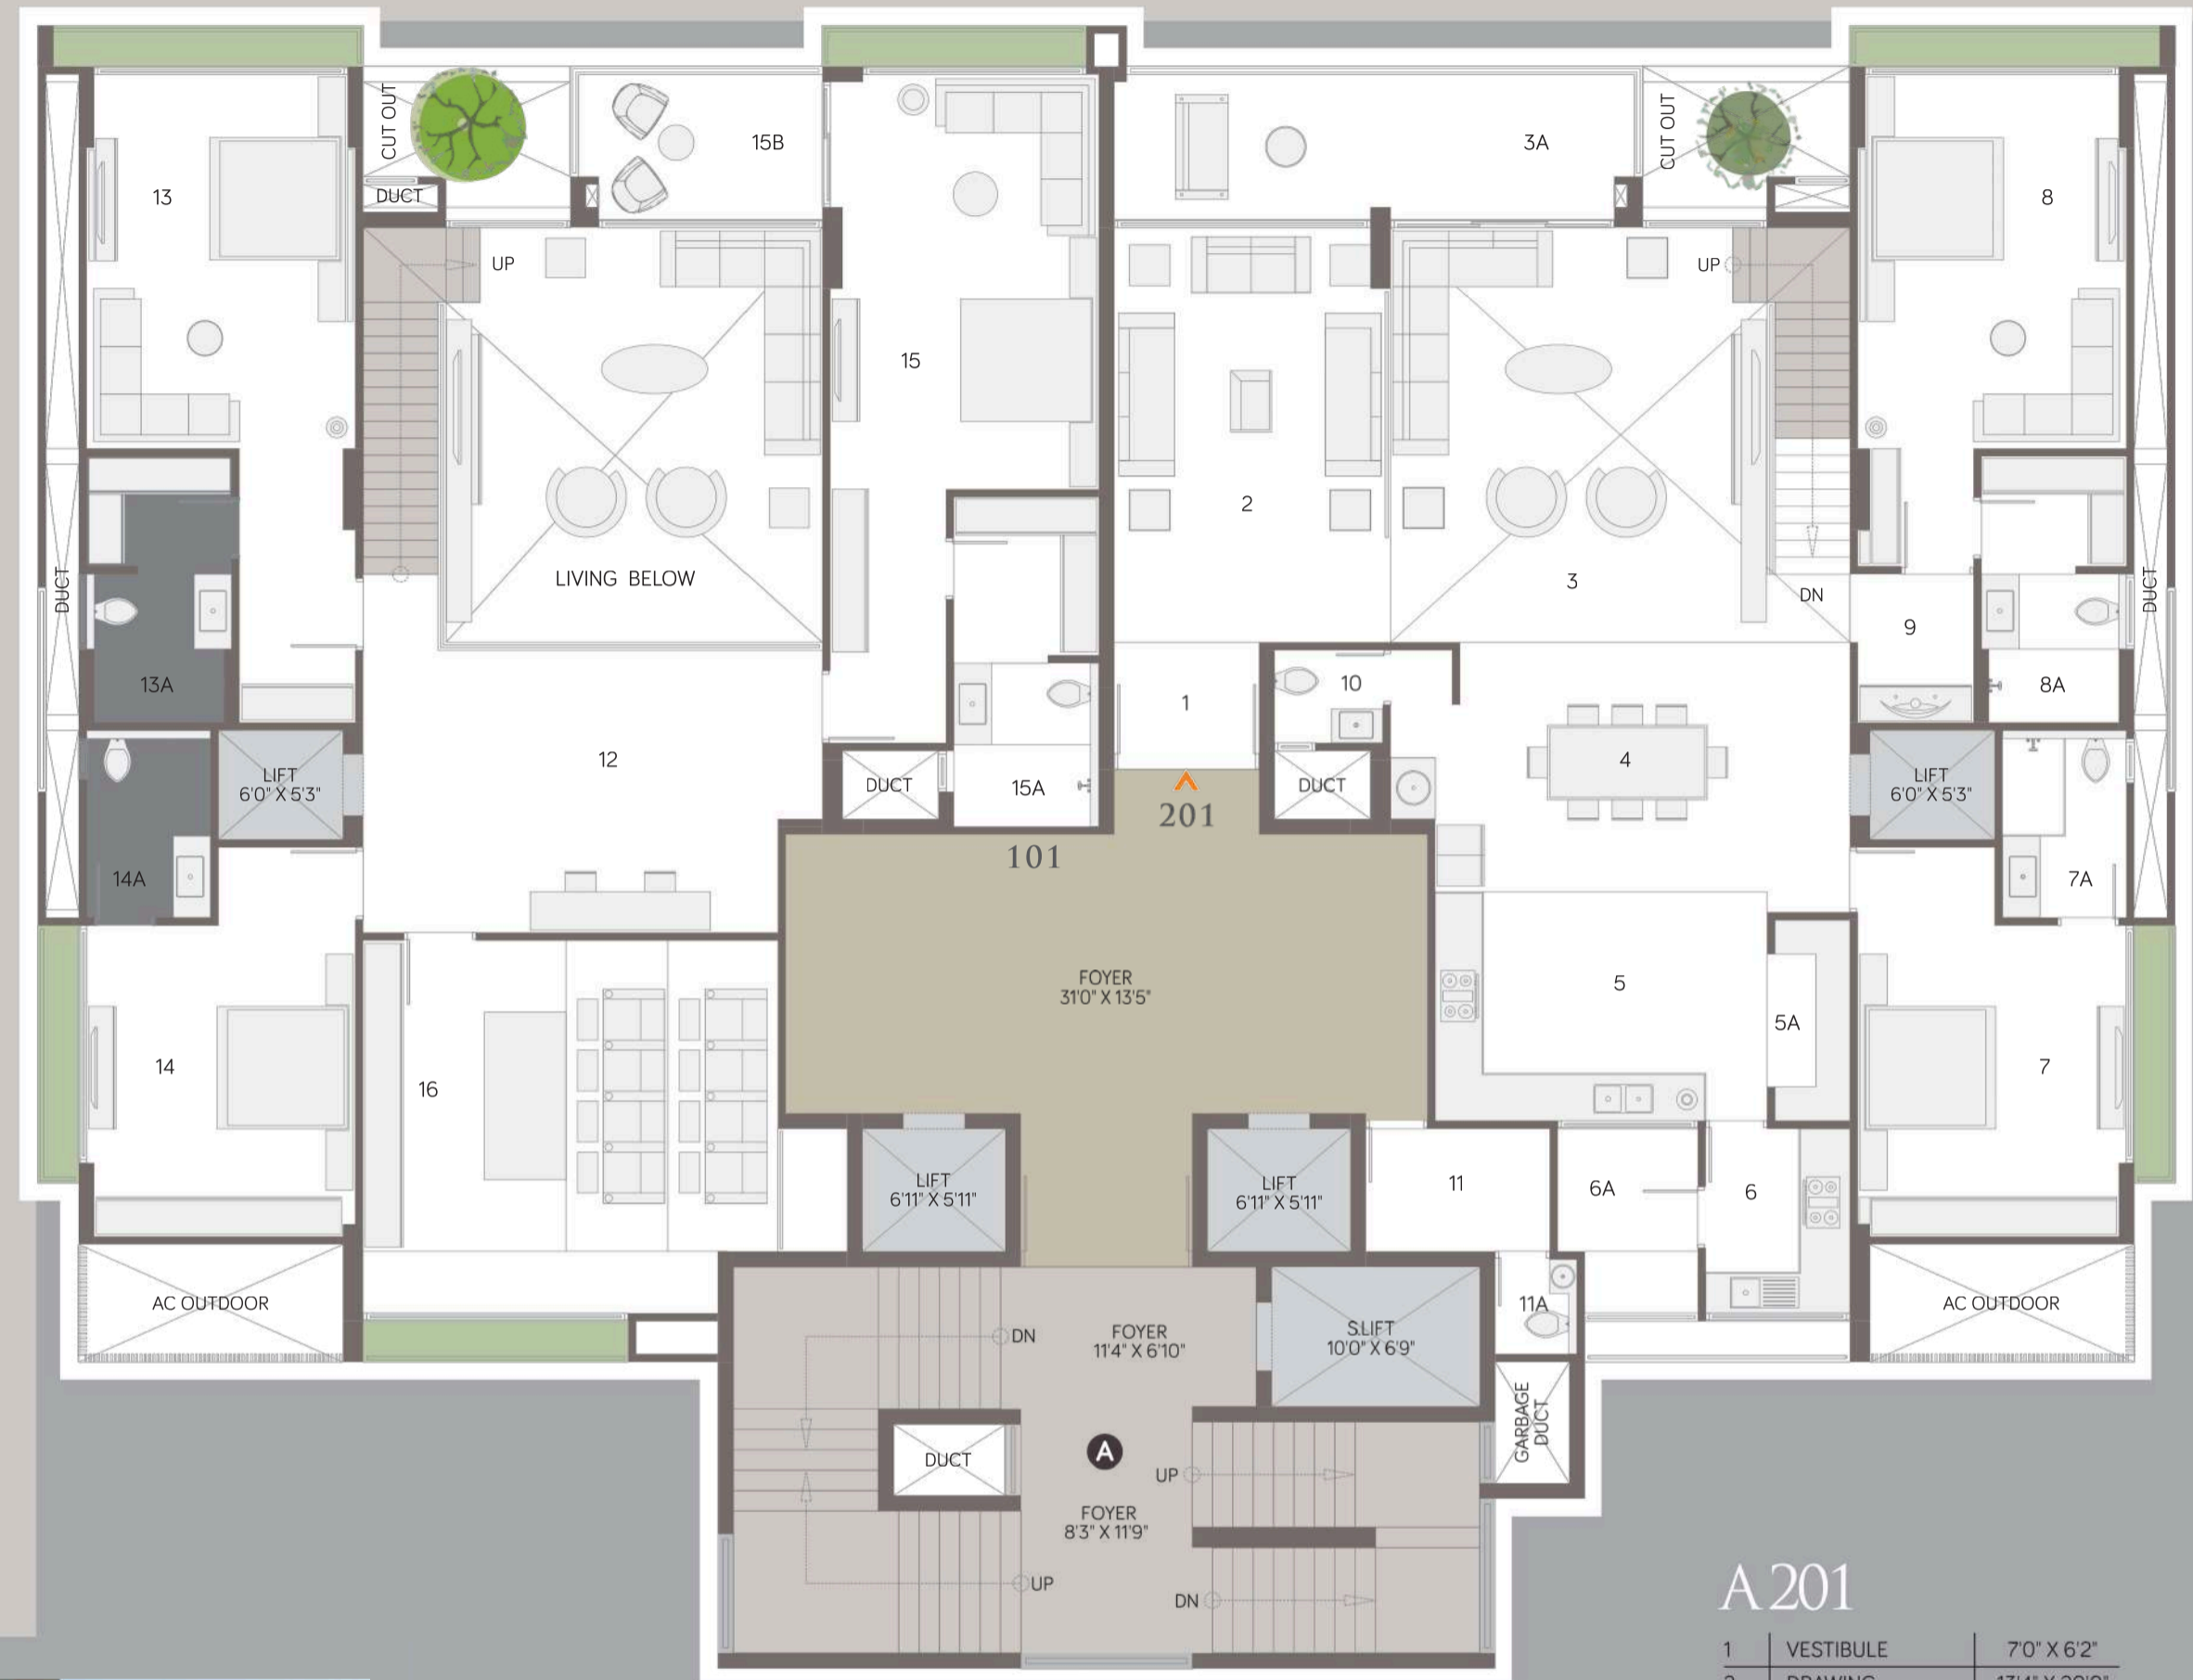 CUT OUT
15B
3A
CUT OUT
13
DUCT
8
UP
UP
15
2
DUCT
LIVING BELOW
3
DN
DUCT
9
13A
10
8A
1
12
4
LIFT
6'0" X 5'3"
DUCT
15A
DUCT
LIFT
6'0" X 5'3"
201
101
14A
7A
FOYER
31'0" X 13'5"
5
5A
14
16
7
LIFT
6'11" X 5'11"
LIFT
6'11" X 5'11"
11
6A
6
AC OUTDOOR
11A
AC OUTDOOR
DN
FOYER
11'4" X 6'10"
S.LIFT
10'0" X 6'9"
GARBAGE
DUCT
DUCT
A
UP
FOYER
8'3" X 11'9"
UP
DN
A 201
1 VESTIBULE 7'0" X 6'2"